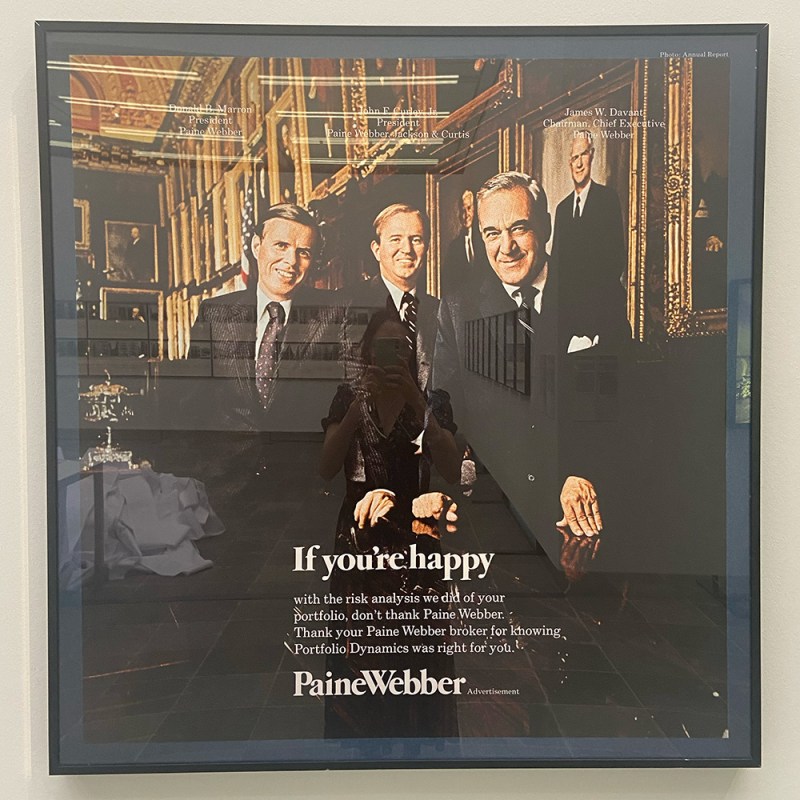 Photo: Annual Report
Donald B. Marron
President
Paine Webber
John F. Curley, Jr.
President
Paine Webber, Jackson & Curtis
James W. Davant
Chairman, Chief Executive
Paine Webber
If you're happy
with the risk analysis we did of your
portfolio, don't thank Paine Webber.
Thank your Paine Webber broker for knowing
Portfolio Dynamics was right for you.
PaineWebber Advertisement